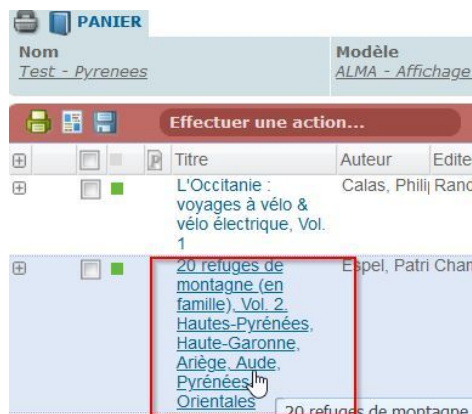 PANIER
Nom Modèle
Test - Pyrenees ALMA - Affichage
Effectuer une action...
Titre Auteur Edite
L'Occitanie : Calas, Phili Rand
voyages à vélo &
vélo électrique, Vol.
1
20 refuges de Espel, Patri Cham
montagne (en
famille), Vol. 2.
Hautes-Pyrénées,
Haute-Garonne,
Ariège, Aude,
Pyrénées
Orientales
20 refuges de montagne